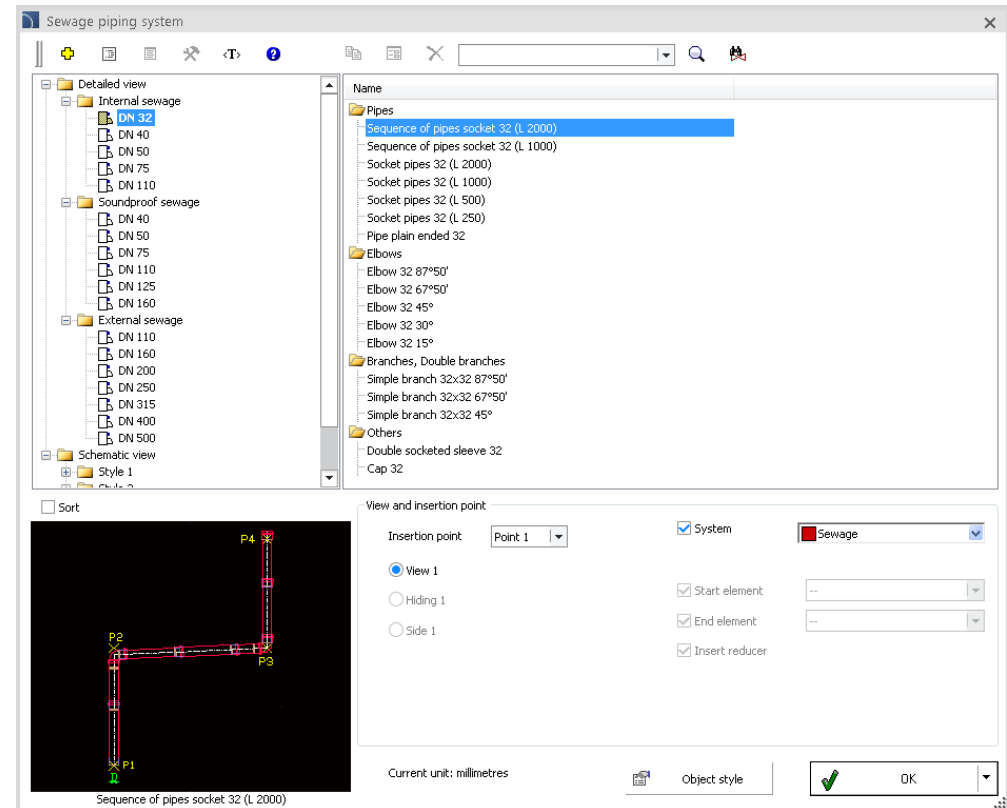 Sewage piping system
<T>
Detailed view
Internal sewage
DN 32
DN 40
DN 50
DN 75
DN 110
Soundproof sewage
DN 40
DN 50
DN 75
DN 110
DN 125
DN 160
External sewage
DN 110
DN 160
DN 200
DN 250
DN 315
DN 400
DN 500
Schematic view
Style 1
Name
Pipes
Sequence of pipes socket 32 (L 2000)
Sequence of pipes socket 32 (L 1000)
Socket pipes 32 (L 2000)
Socket pipes 32 (L 1000)
Socket pipes 32 (L 500)
Socket pipes 32 (L 250)
Pipe plain ended 32
Elbows
Elbow 32 87°50'
Elbow 32 67°50'
Elbow 32 45°
Elbow 32 30°
Elbow 32 15°
Branches, Double branches
Simple branch 32x32 87°50'
Simple branch 32x32 67°50'
Simple branch 32x32 45°
Others
Double socketed sleeve 32
Cap 32
Sort
P4
P2
P3
P1
Sequence of pipes socket 32 (L 2000)
View and insertion point
Insertion point Point 1
View 1
Hiding 1
Side 1
System Sewage
Start element --
End element --
Insert reducer
Current unit: millimetres
Object style
OK